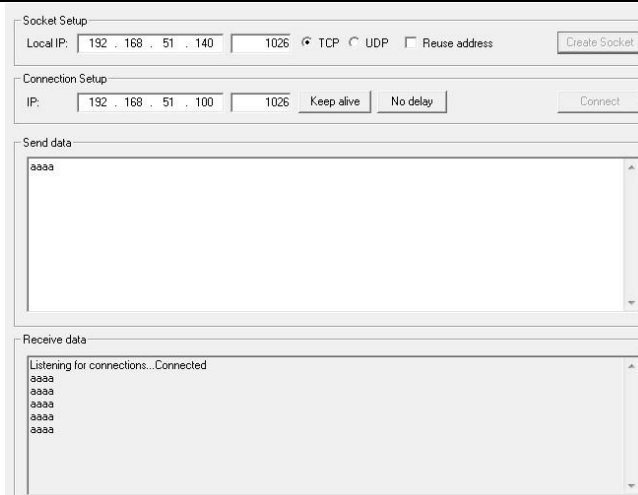 Socket Setup
Local IP: 192 . 168 . 51 . 140 1026 TCP UDP Reuse address Create Socket
Connection Setup
IP: 192 . 168 . 51 . 100 1026 Keep alive No delay Connect
Send data
aaaa
Receive data
Listening for connections...Connected
aaaa
aaaa
aaaa
aaaa
aaaa